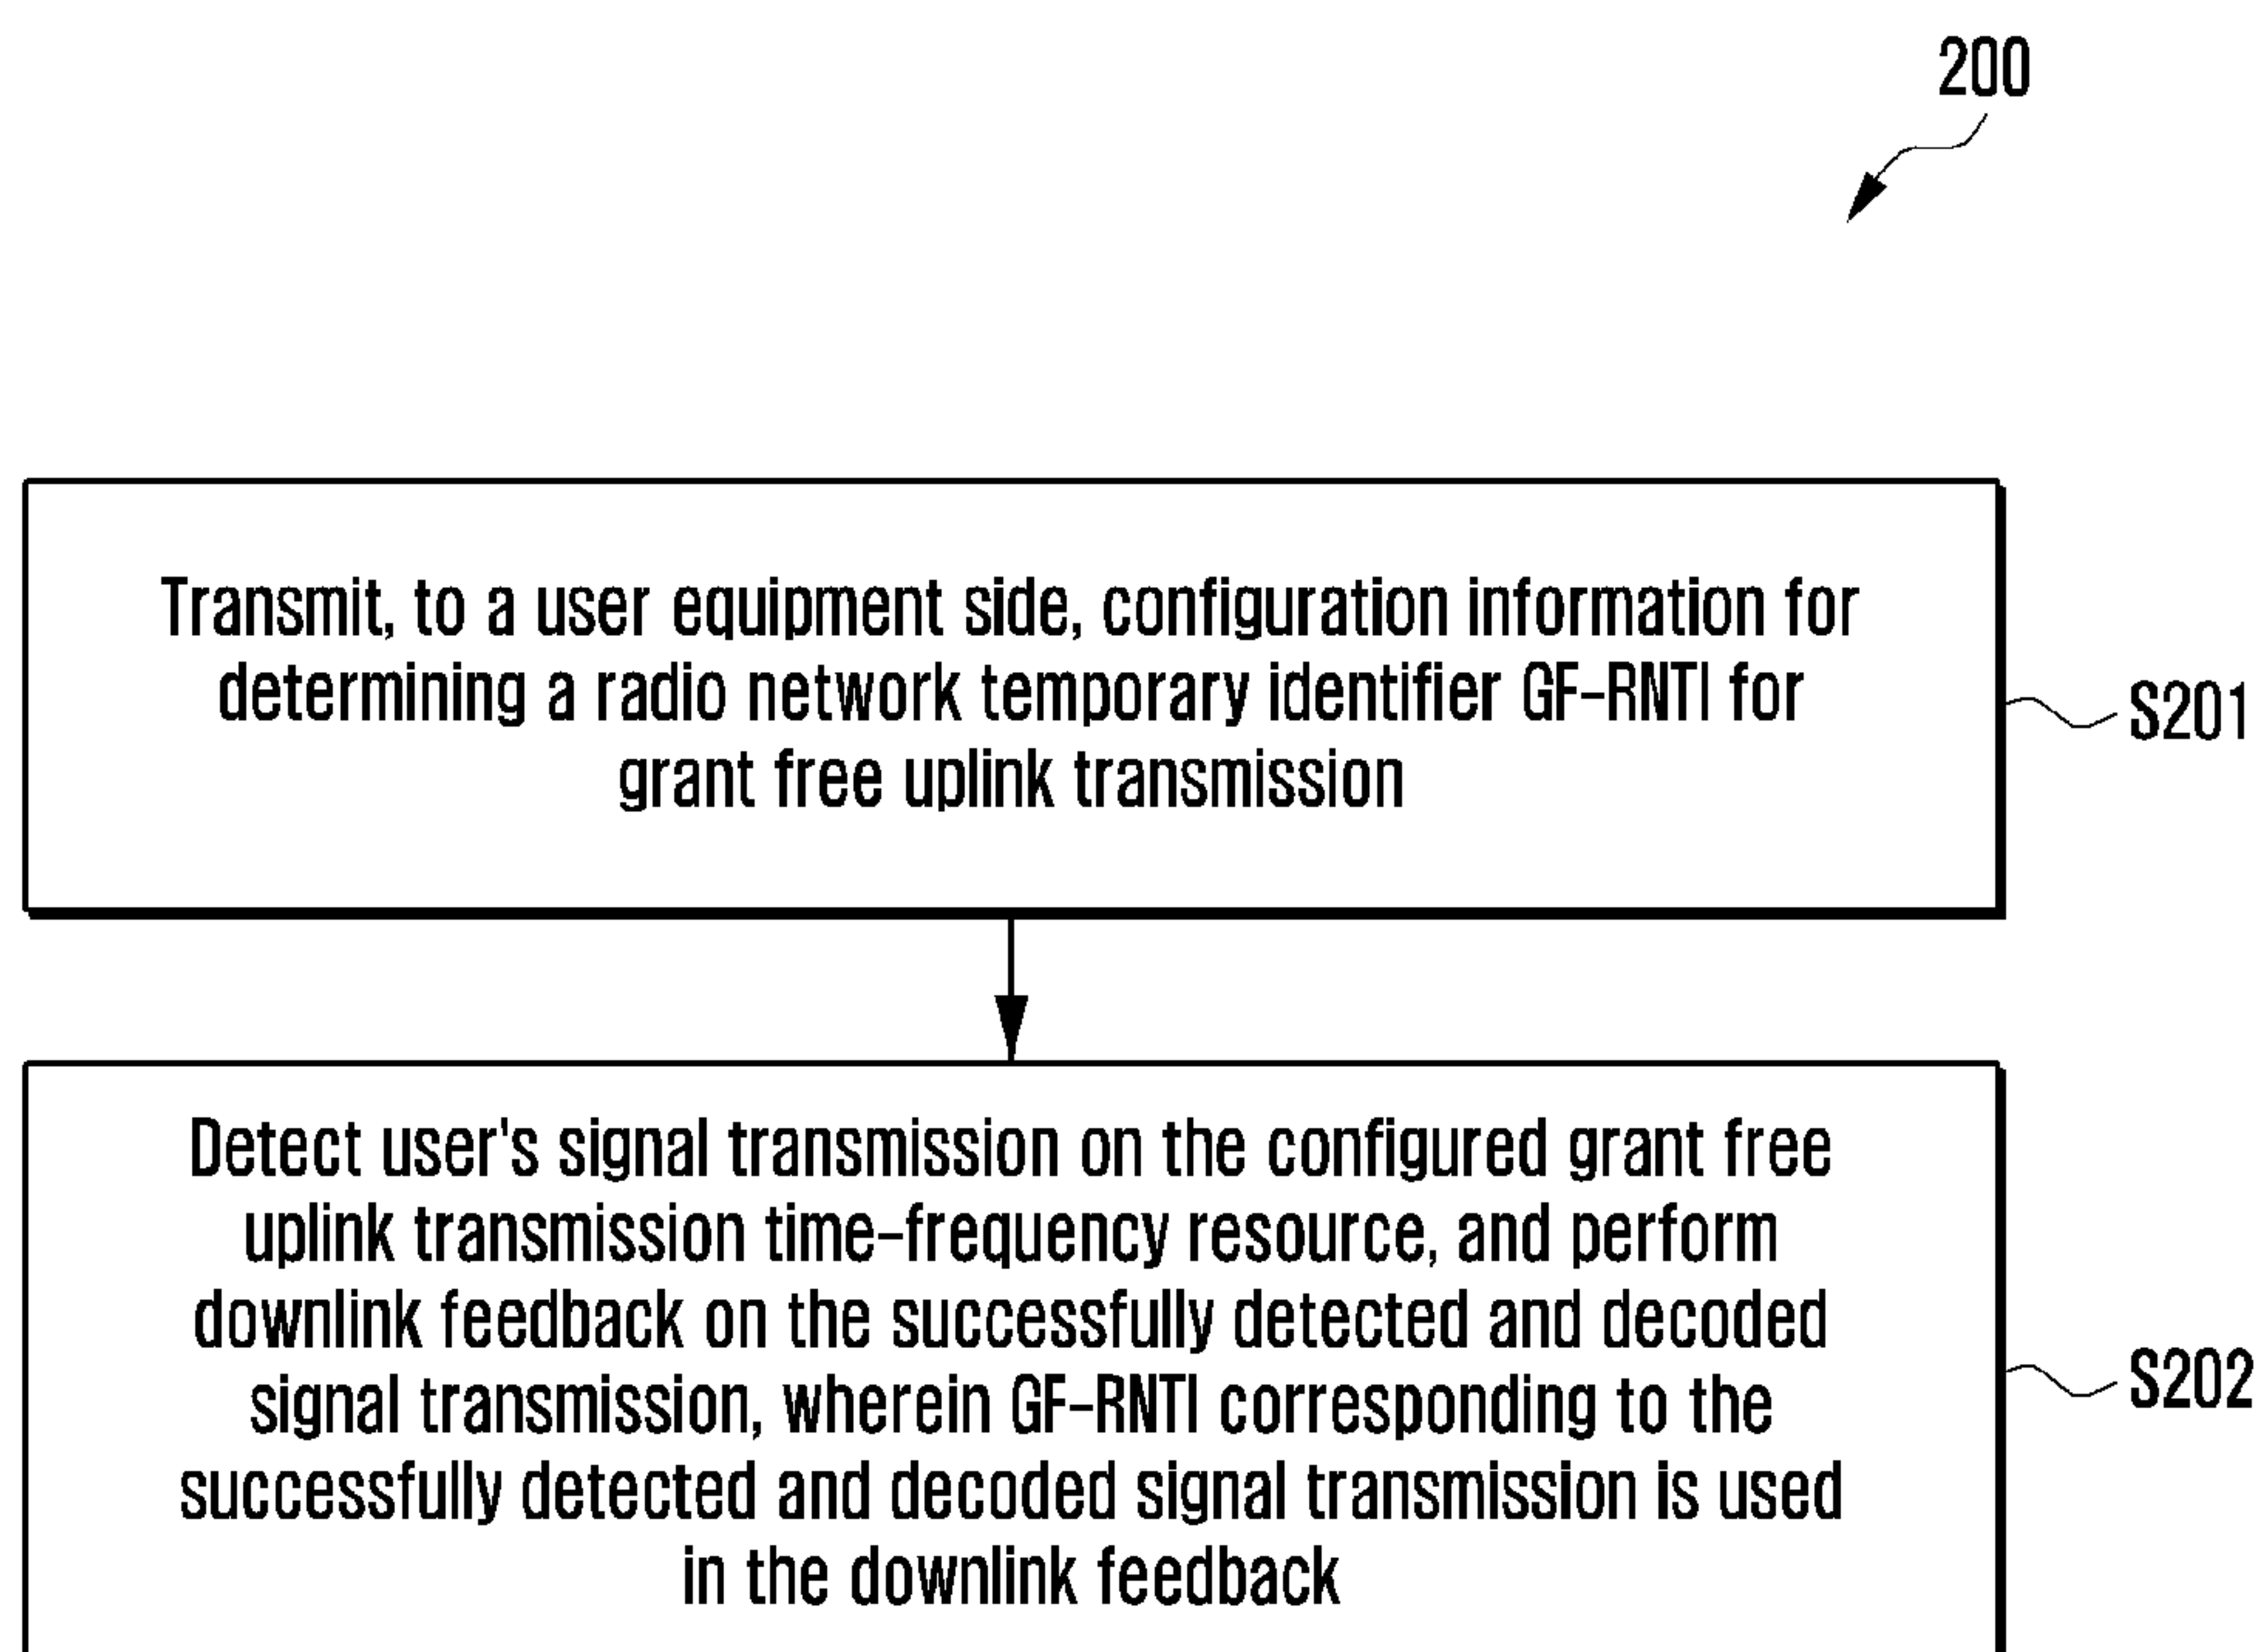 200
Transmit, to a user equipment side, configuration information for
determining a radio network temporary identifier GF-RNTI for
grant free uplink transmission
S201
Detect user's signal transmission on the configured grant free
uplink transmission time-frequency resource, and perform
downlink feedback on the successfully detected and decoded
signal transmission, wherein GF-RNTI corresponding to the
successfully detected and decoded signal transmission is used
in the downlink feedback
S202